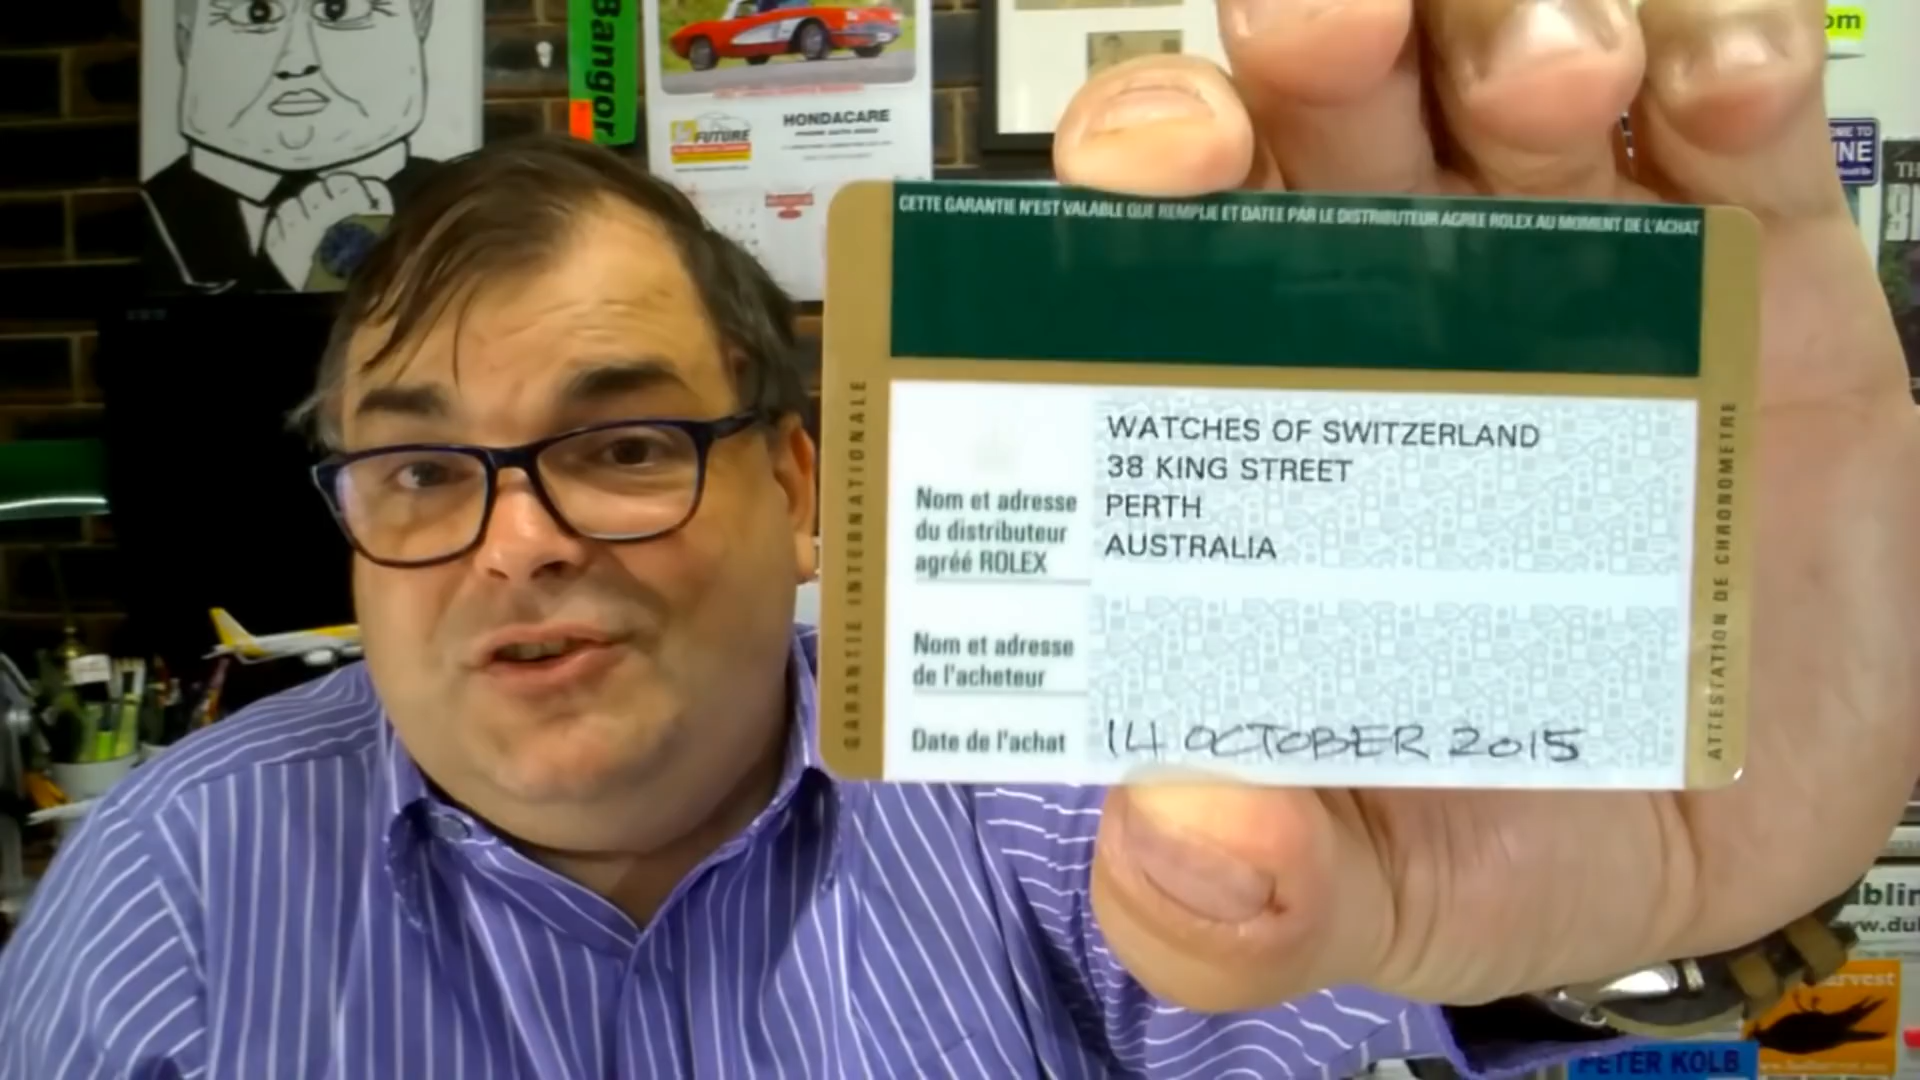 Bangor
FUTURE
HONDACARE
om
INE
CETTE GARANTIE N'EST VALABLE QUE REMPLIE ET DATEE PAR LE DISTRIBUTEUR AGREE ROLEX AU MOMENT DE L'ACHAT
GARANTIE INTERNATIONALE
WATCHES OF SWITZERLAND
38 KING STREET
PERTH
AUSTRALIA
Nom et adresse
du distributeur
agréé ROLEX
Nom et adresse
de l'acheteur
Date de l'achat
14 OCTOBER 2015
ATTESTATION DE CHRONOMETRE
PETER KOLB